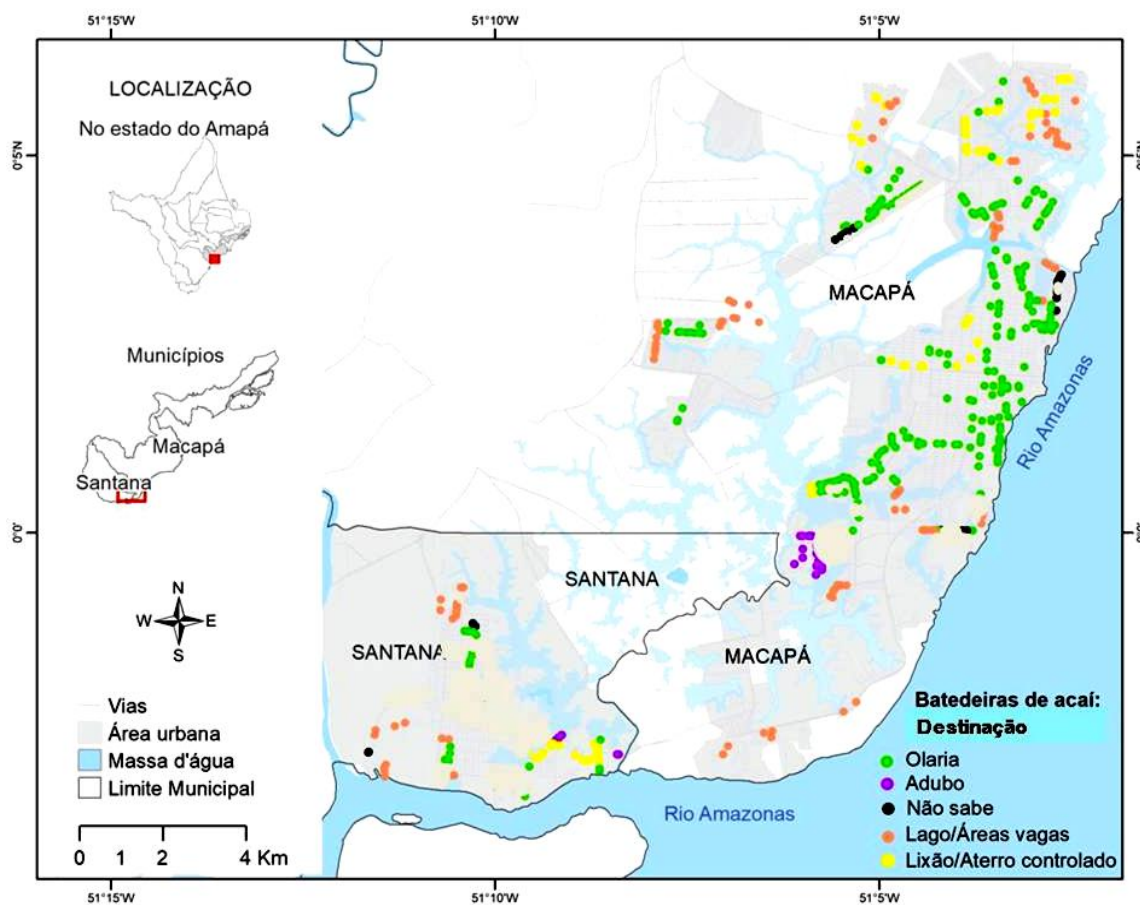 51°15'W 51°10'W 51°5'W
LOCALIZAÇÃO
No estado do Amapá
Municípios
Macapá
Santana
N
W E
S
Vias
Área urbana
Massa d'água
Limite Municipal
0 1 2 4 Km
0°5'N
0°0'
0°5'N
MACAPÁ
Rio Amazonas
SANTANA
SANTANA
MACAPÁ
Rio Amazonas
Batedeiras de açaí:
Destinação
Olaria
Adubo
Não sabe
Lago/Áreas vagas
Lixão/Aterro controlado
51°15'W 51°10'W 51°5'W